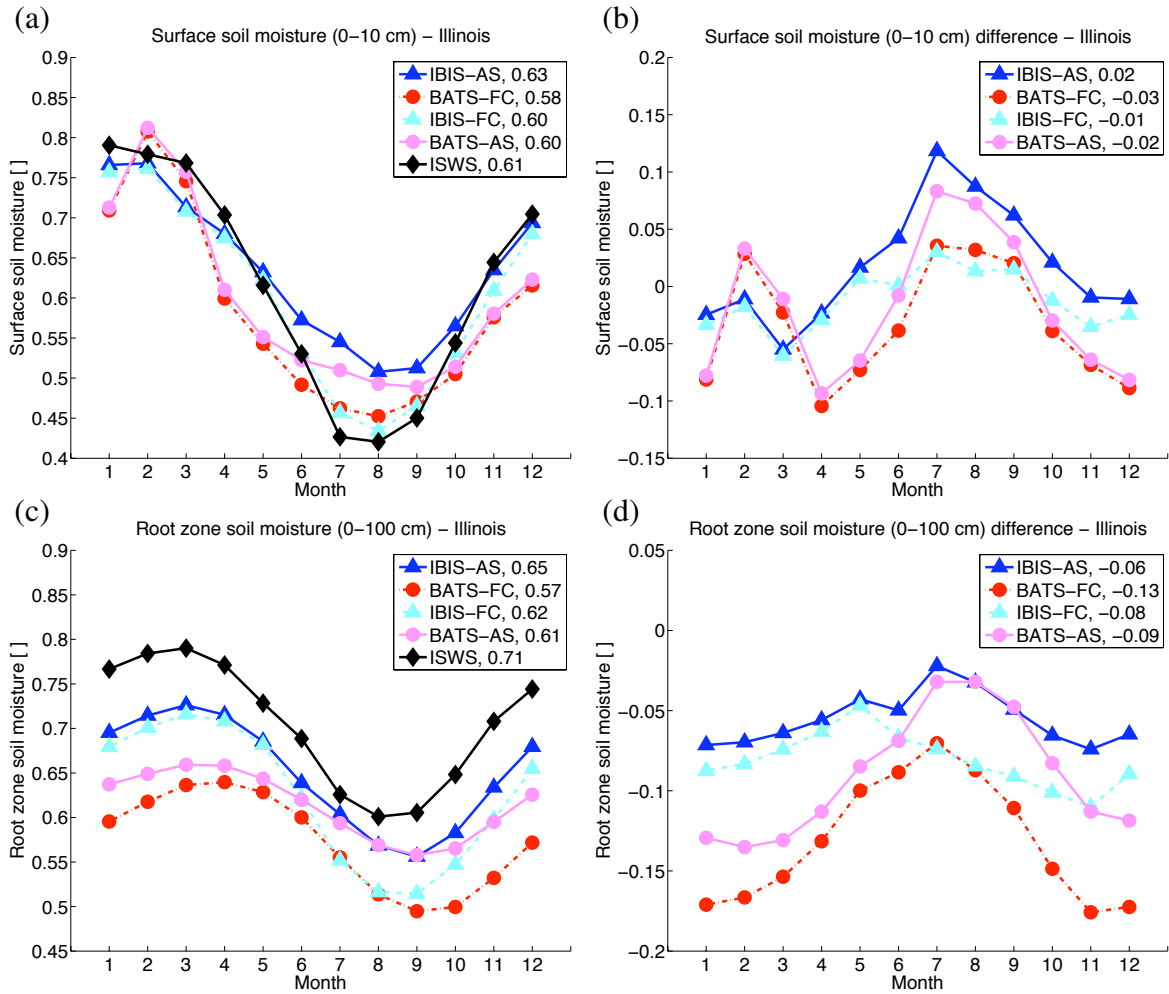 (a)
Surface soil moisture (0−10 cm) − Illinois
0.9
0.85
0.8
0.75
0.7
0.65
0.6
0.55
0.5
0.45
0.4
Surface soil moisture [ ]
IBIS−AS, 0.63
BATS−FC, 0.58
IBIS−FC, 0.60
BATS−AS, 0.60
ISWS, 0.61
1 2 3 4 5 6 7 8 9 10 11 12
Month
(b)
Surface soil moisture (0−10 cm) difference − Illinois
0.2
0.15
0.1
0.05
0
−0.05
−0.1
−0.15
Surface soil moisture [ ]
IBIS−AS, 0.02
BATS−FC, −0.03
IBIS−FC, −0.01
BATS−AS, −0.02
1 2 3 4 5 6 7 8 9 10 11 12
Month
(c)
Root zone soil moisture (0−100 cm) − Illinois
0.9
0.85
0.8
0.75
0.7
0.65
0.6
0.55
0.5
0.45
Root zone soil moisture [ ]
IBIS−AS, 0.65
BATS−FC, 0.57
IBIS−FC, 0.62
BATS−AS, 0.61
ISWS, 0.71
1 2 3 4 5 6 7 8 9 10 11 12
Month
(d)
Root zone soil moisture (0−100 cm) difference − Illinois
0.05
0
−0.05
−0.1
−0.15
−0.2
Root zone soil moisture [ ]
IBIS−AS, −0.06
BATS−FC, −0.13
IBIS−FC, −0.08
BATS−AS, −0.09
1 2 3 4 5 6 7 8 9 10 11 12
Month